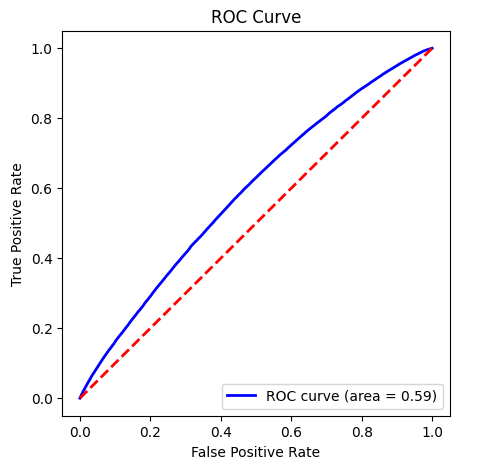 ROC Curve
True Positive Rate
1.0
0.8
0.6
0.4
0.2
0.0
ROC curve (area = 0.59)
0.0 0.2 0.4 0.6 0.8 1.0
False Positive Rate